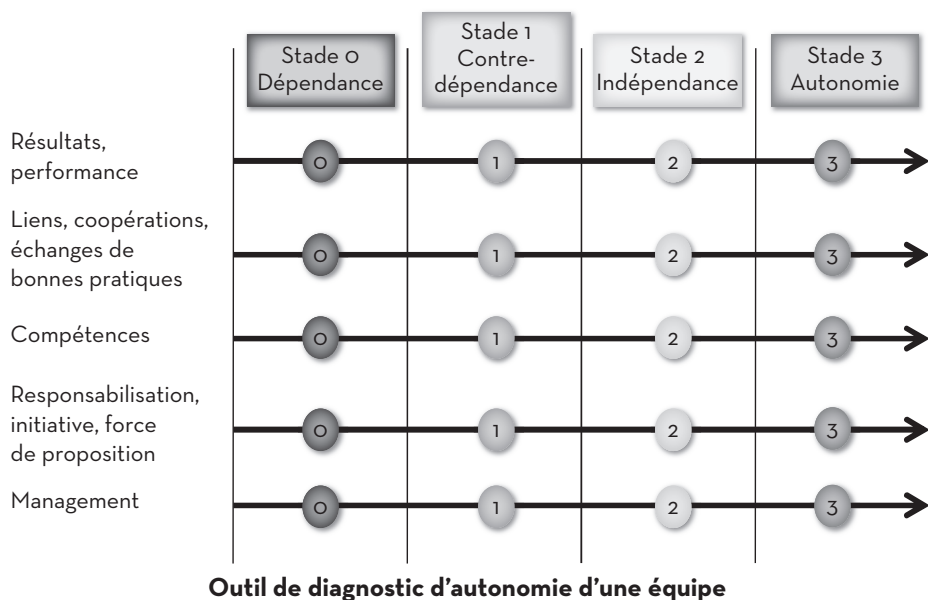 Stade 0
Dépendance
Stade 1
Contre-
dépendance
Stade 2
Indépendance
Stade 3
Autonomie
Résultats,
performance
0
1
2
3
Liens, coopérations,
échanges de
bonnes pratiques
0
1
2
3
Compétences
0
1
2
3
Responsabilisation,
initiative, force
de proposition
0
1
2
3
Management
0
1
2
3
Outil de diagnostic d'autonomie d'une équipe